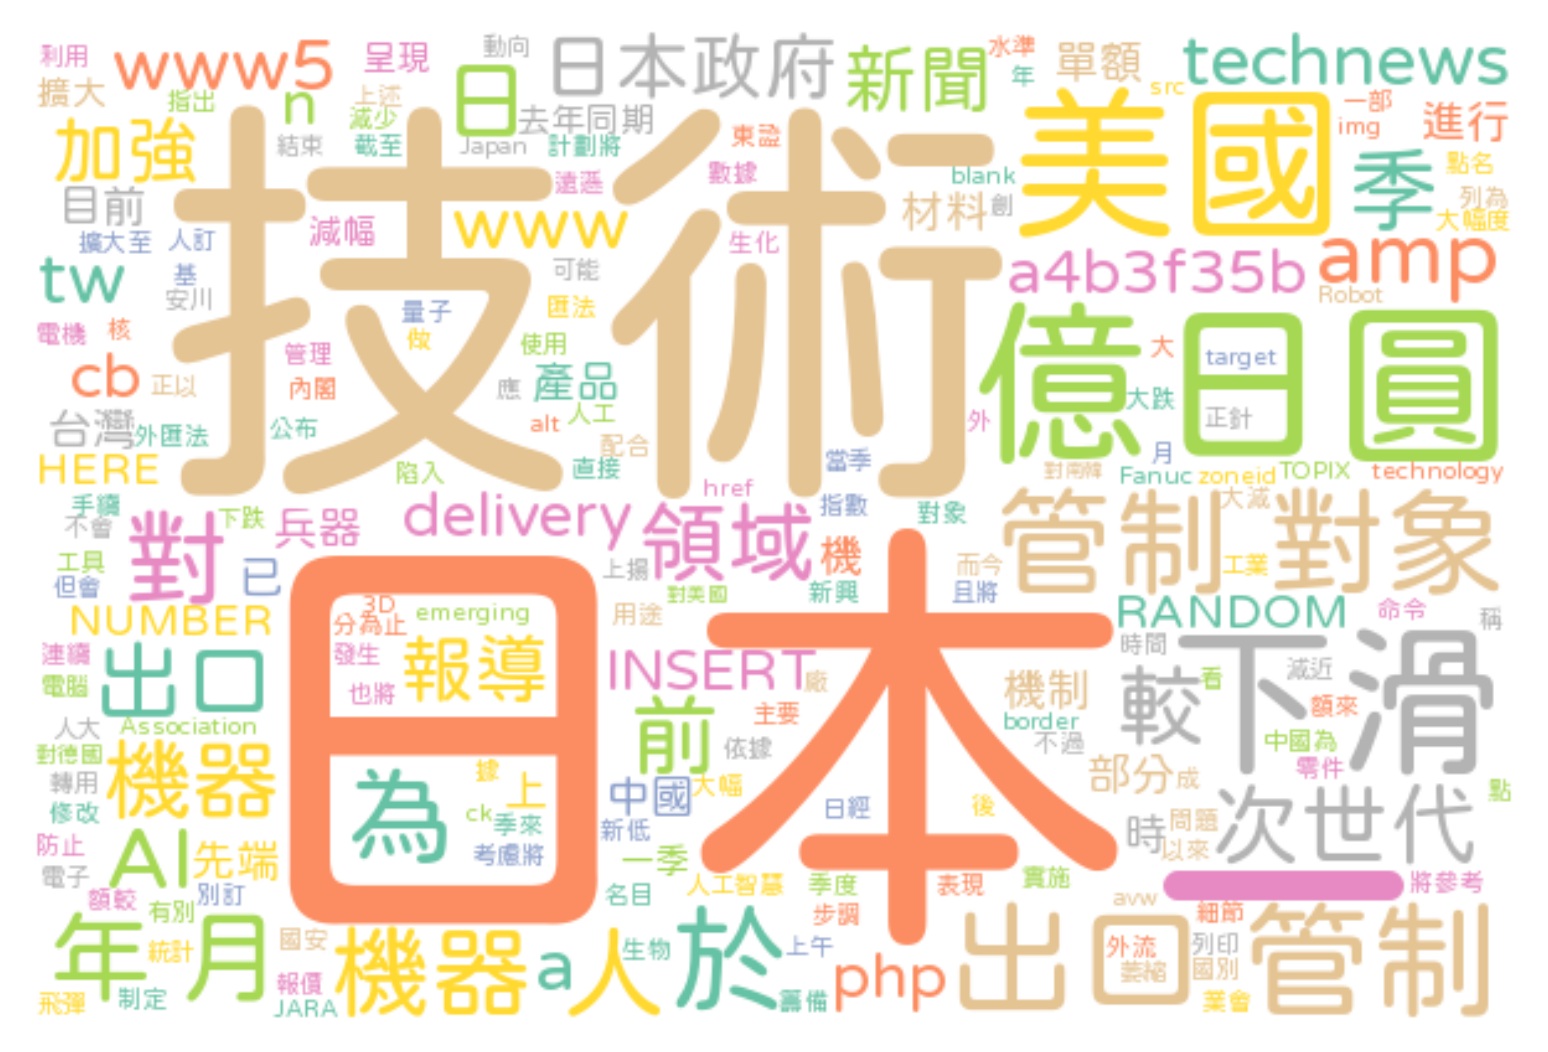 利用
www5
呈現
動向
日本政府
新聞
水準
年
單額
technews
擴大
指出
n
上述
減少
日
去年同期
src
一部
img
進行
加強
結束
截至
Japan
計劃將
東證
美國
季
點名
目前
技術
遠遜
數據
blank
列為
大幅度
擴大至
人訂
減幅
www
生化
材料
創
tw
基
安川
可能
a4b3f35b
amp
Robot
電機
核
量子
做
匯法
億日圓
cb
正以
管理
內閣
使用
產品
應
大
target
大跌
正針
台灣
外匯法
公布
alt
人工
配合
外
月
HERE
陷入
直接
當季
對南韓
Fanuc
zoneid
TOPIX
technology
手續
不會
對
下跌
兵器
delivery
href
領域
指數
對象
管制對象
大減
工具
但會
已
上揚
機
而今
工業
NUMBER
3D
分為止
emerging
對美國
新興
且將
用途
RANDOM
命令
稱
連續
電腦
出口
發生
也將
報導
INSERT
廠
日本
機制
時間
較
下滑
看
減近
額來
人大
Association
前
主要
依據
border
不過
中國為
零件
對德國
轉用
修改
機器
為
據
上
ck
季來
考慮將
中國
大幅
新低
日經
後
部分
成
點
防止
電子
AI
先端
一季
時
問題
以來
次世代
額較
別訂
有別
名目
人工智慧
季度
步調
表現
實施
將參考
年月
統計
國安
機器人
a
生物
於
上午
avw
細節
出口管制
外流
萎縮
列印
國別
飛彈
制定
報價
JARA
籌備
php
業會